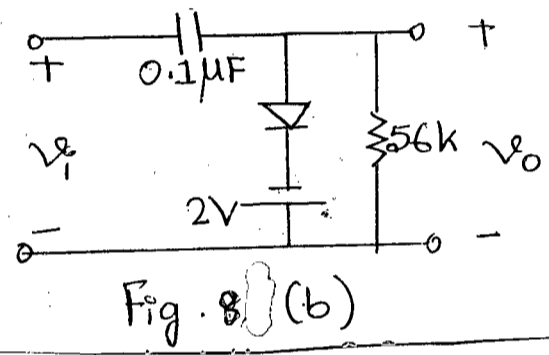 + +
0.1μF
56k
vi vo
2V
- -
Fig. 8 (b)